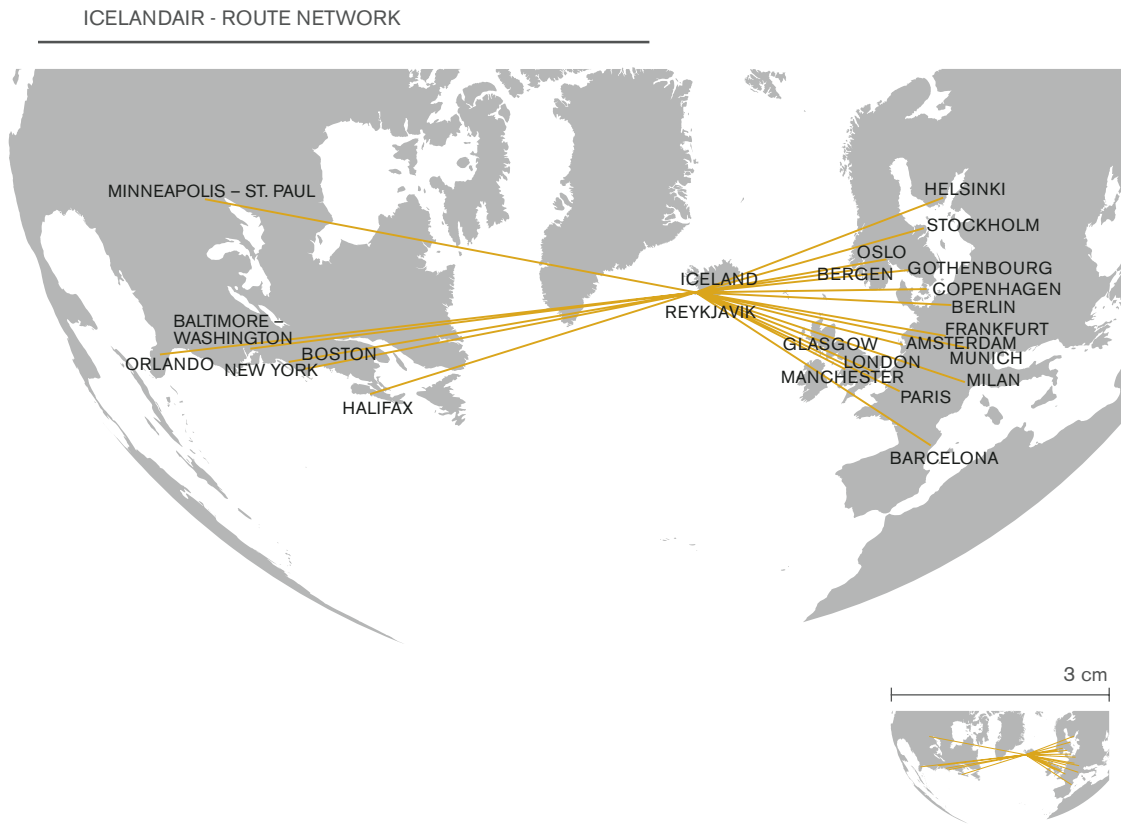 ICELANDAIR - ROUTE NETWORK
MINNEAPOLIS – ST. PAUL
HELSINKI
STOCKHOLM
OSLO
GOTHENBOURG
BERGEN
ICELAND
COPENHAGEN
BERLIN
REYKJAVIK
BALTIMORE –
WASHINGTON
FRANKFURT
GLASGOW
AMSTERDAM
BOSTON
MUNICH
ORLANDO
LONDON
NEW YORK
MANCHESTER
MILAN
PARIS
HALIFAX
BARCELONA
3 cm